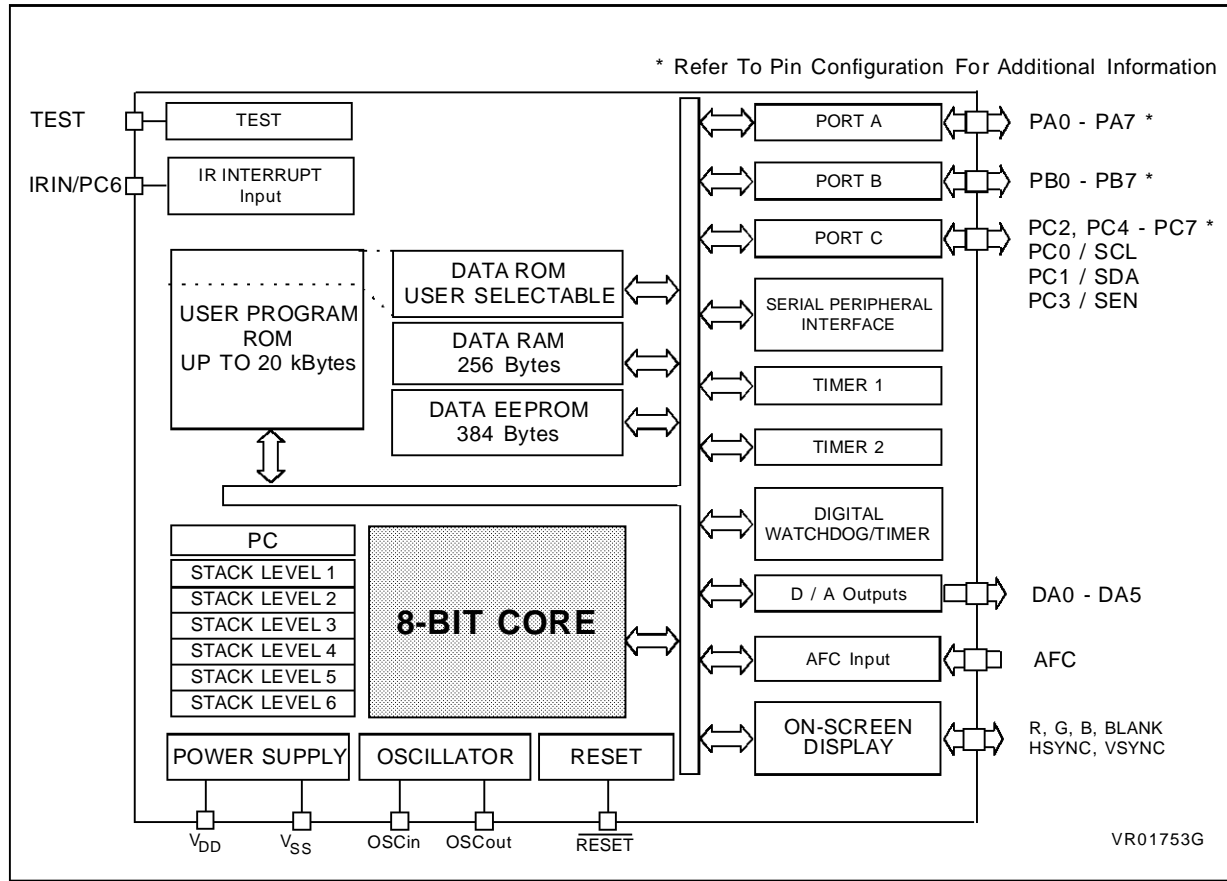 * Refer To Pin Configuration For Additional Information
TEST
TEST
IRIN/PC6
IR INTERRUPT
Input
USER PROGRAM
ROM
UP TO 20 kBytes
DATA ROM
USER SELECTABLE
DATA RAM
256 Bytes
DATA EEPROM
384 Bytes
PC
STACK LEVEL 1
STACK LEVEL 2
STACK LEVEL 3
STACK LEVEL 4
STACK LEVEL 5
STACK LEVEL 6
8-BIT CORE
POWER SUPPLY
OSCILLATOR
RESET
VDD
VSS
OSCin
OSCout
RESET
PORT A
PA0 - PA7 *
PORT B
PB0 - PB7 *
PORT C
PC2, PC4 - PC7 *
PC0 / SCL
PC1 / SDA
PC3 / SEN
SERIAL PERIPHERAL
INTERFACE
TIMER 1
TIMER 2
DIGITAL
WATCHDOG/TIMER
D / A Outputs
DA0 - DA5
AFC Input
AFC
ON-SCREEN
DISPLAY
R, G, B, BLANK
HSYNC, VSYNC
VR01753G